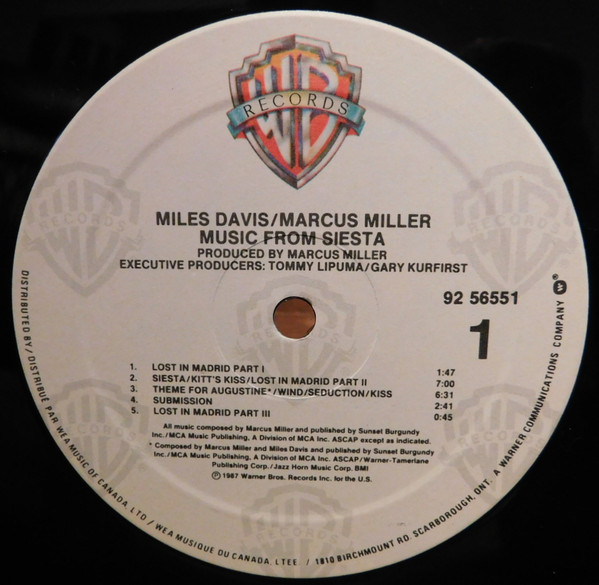 WB
RECORDS
MILES DAVIS/MARCUS MILLER
MUSIC FROM SIESTA
PRODUCED BY MARCUS MILLER
EXECUTIVE PRODUCERS: TOMMY LIPUMA/GARY KURFIRST
92 56551
1
1. LOST IN MADRID PART I 1:47
2. SIESTA/KITT'S KISS/LOST IN MADRID PART II 7:00
3. THEME FOR AUGUSTINE*/WIND/SEDUCTION/KISS 6:31
4. SUBMISSION 2:41
5. LOST IN MADRID PART III 0:45
All music composed by Marcus Miller and published by Sunset Burgundy
Inc./MCA Music Publishing, A Division of MCA Inc. ASCAP except as indicated.
* Composed by Marcus Miller and Miles Davis and published by Sunset Burgundy
Inc./MCA Music Publishing, A Division of MCA Inc. ASCAP/Warner-Tamerlane
Publishing Corp./Jazz Horn Music Corp. BMI
℗ 1987 Warner Bros. Records Inc. for the U.S.
DISTRIBUTED BY/DISTRIBUÉ PAR WEA MUSIC OF CANADA, LTD./WEA MUSIQUE DU CANADA, LTEE./1810 BIRCHMOUNT RD. SCARBOROUGH, ONT. A WARNER COMMUNICATIONS COMPANY W®